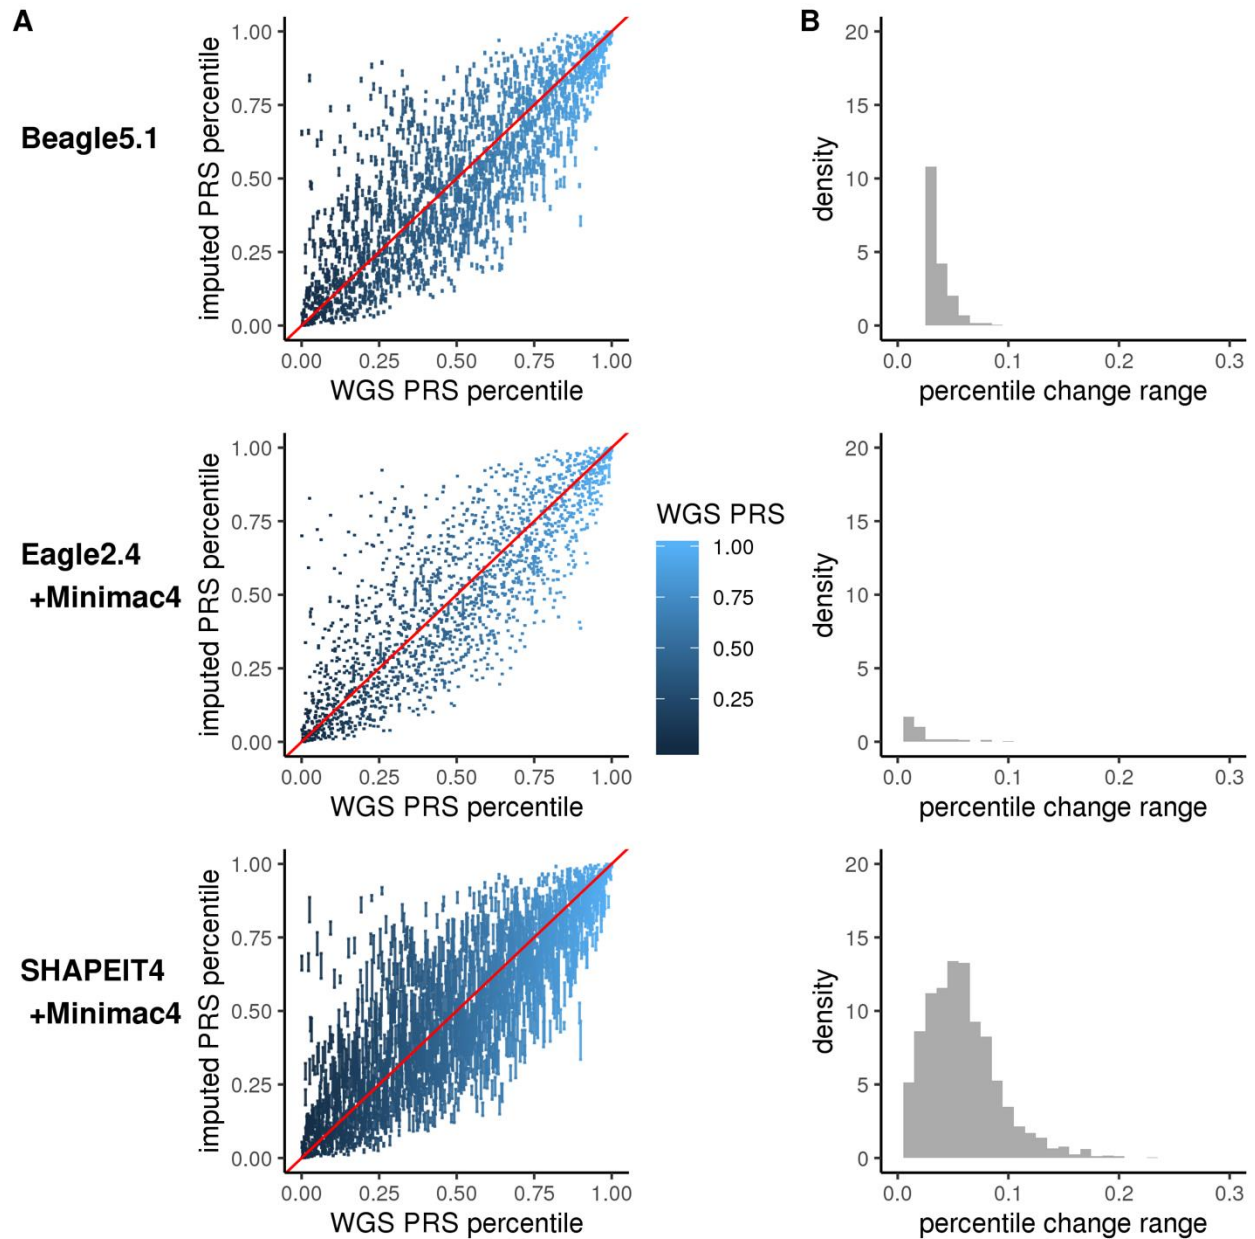 A
B
Beagle5.1
imputed PRS percentile
1.00
0.75
0.50
0.25
0.00
0.00 0.25 0.50 0.75 1.00
WGS PRS percentile
density
20
15
10
5
0
0.0 0.1 0.2 0.3
percentile change range
Eagle2.4
+Minimac4
imputed PRS percentile
1.00
0.75
0.50
0.25
0.00
0.00 0.25 0.50 0.75 1.00
WGS PRS percentile
WGS PRS
1.00
0.75
0.50
0.25
density
20
15
10
5
0
0.0 0.1 0.2 0.3
percentile change range
SHAPEIT4
+Minimac4
imputed PRS percentile
1.00
0.75
0.50
0.25
0.00
0.00 0.25 0.50 0.75 1.00
WGS PRS percentile
density
20
15
10
5
0
0.0 0.1 0.2 0.3
percentile change range